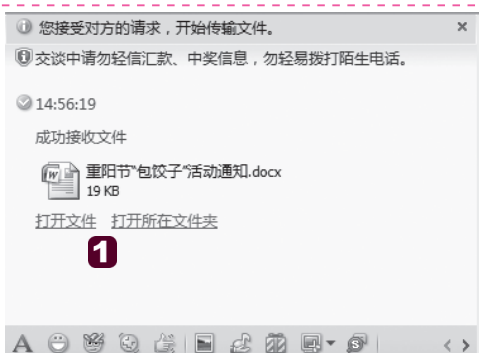 您接受对方的请求，开始传输文件。
交谈中请勿轻信汇款、中奖信息，勿轻易拨打陌生电话。
14:56:19
成功接收文件
重阳节“包饺子”活动通知.docx
19 KB
打开文件 打开所在文件夹
1